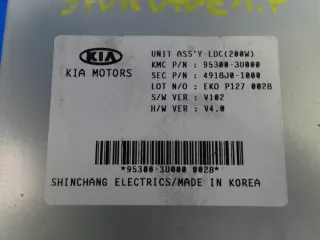 KIA
KIA MOTORS
UNIT ASS'Y-LDC(200W)
KMC P/N : 95300-3U000
SEC P/N : 4918J0-1000
LOT N/O : EKO P127 0028
S/W VER : V102
H/W VER : V4.0
*95300-3U000 0028*
SHINCHANG ELECTRICS/MADE IN KOREA